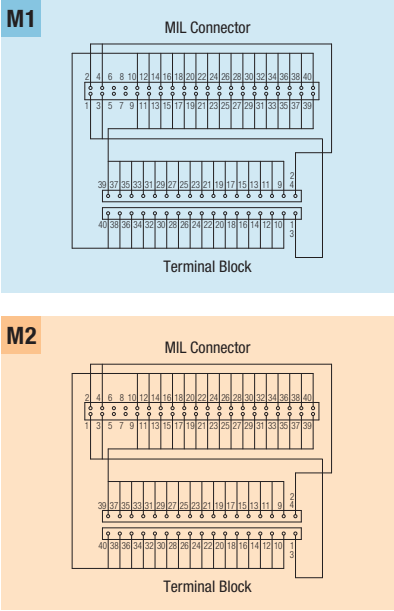 M1
MIL Connector
2 4 6 8 10 12 14 16 18 20 22 24 26 28 30 32 34 36 38 40
1 3 5 7 9 11 13 15 17 19 21 23 25 27 29 31 33 35 37 39
2
39 37 35 33 31 29 27 25 23 21 19 17 15 13 11 9 4
40 38 36 34 32 30 28 26 24 22 20 18 16 14 12 10 1
3
Terminal Block
M2
MIL Connector
2 4 6 8 10 12 14 16 18 20 22 24 26 28 30 32 34 36 38 40
1 3 5 7 9 11 13 15 17 19 21 23 25 27 29 31 33 35 37 39
2
39 37 35 33 31 29 27 25 23 21 19 17 15 13 11 9 4
40 38 36 34 32 30 28 26 24 22 20 18 16 14 12 10 1
3
Terminal Block